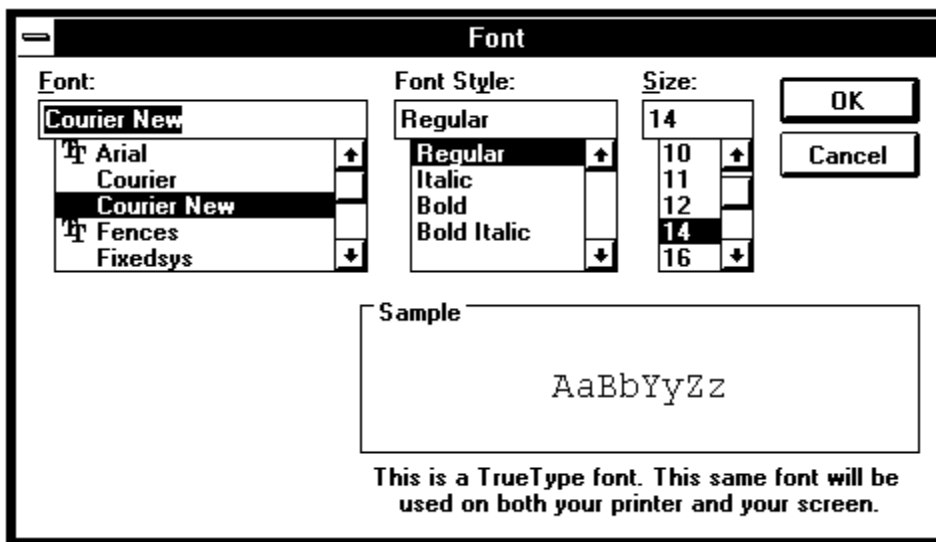 Font
Font: Font Style: Size:
Courier New Regular 14 OK
Arial Regular 10 Cancel
Courier Italic 11
Courier New Bold 12
Fences Bold Italic 14
Fixedsys 16
Sample
AaBbYyZz
This is a TrueType font. This same font will be
used on both your printer and your screen.